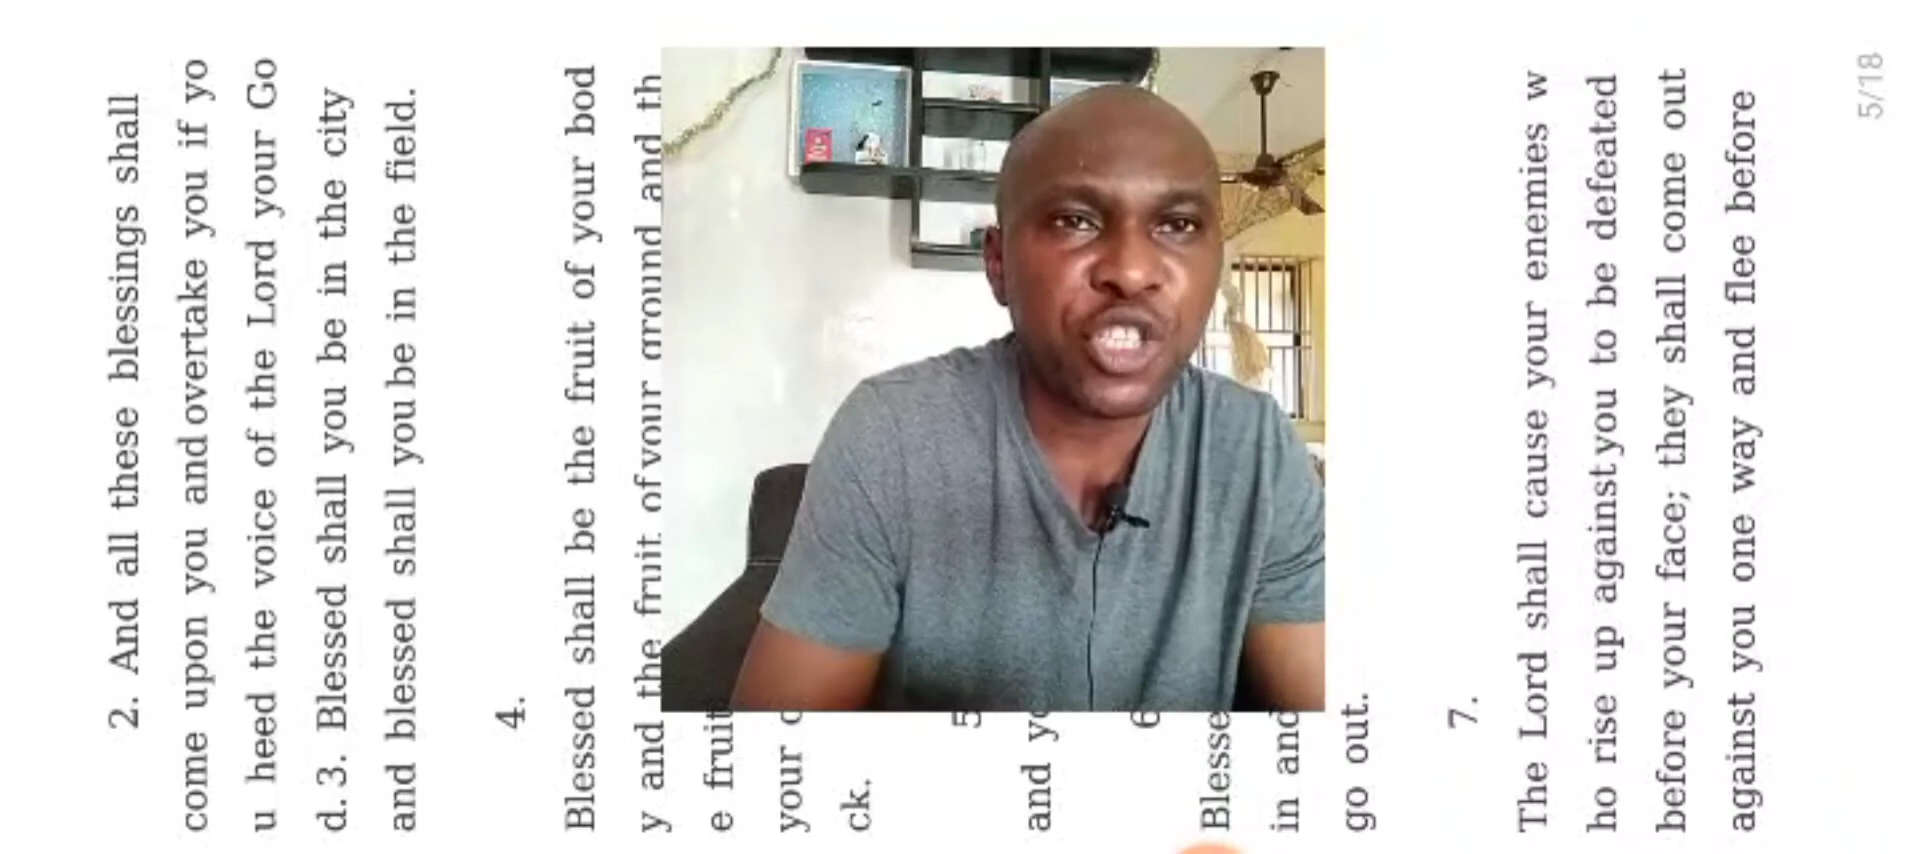 2. And all these blessings shall
come upon you and overtake you if yo
u heed the voice of the Lord your Go
d. 3. Blessed shall you be in the city
and blessed shall you be in the field.
4.
Blessed shall be the fruit of your bod
y and the fruit of your ground and th
e fruit
your
ck.
5
and
6
Blesse
in and
go out.
7.
The Lord shall cause your enemies w
ho rise up against you to be defeated
before your face; they shall come out
against you one way and flee before
5/18